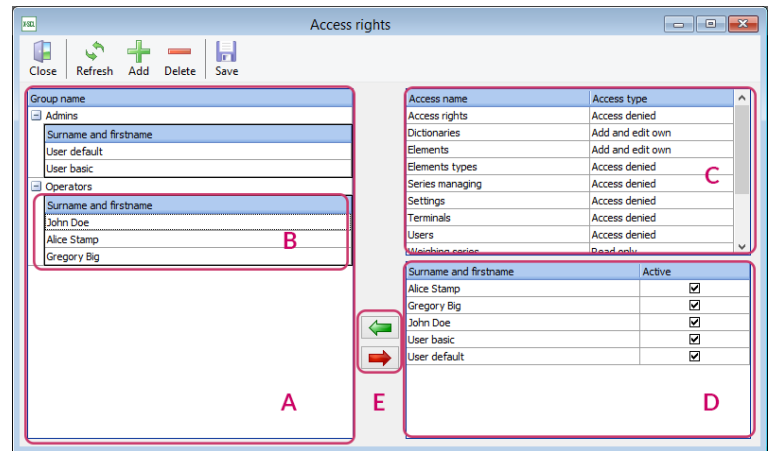 Access rights
Close Refresh Add Delete Save
Group name
Admins
Surname and firstname
User default
User basic
Operators
Surname and firstname
John Doe
Alice Stamp
Gregory Big
A
B
Access name Access type
Access rights Access denied
Dictionaries Add and edit own
Elements Add and edit own
Elements types Access denied
Series managing Access denied
Settings Access denied
Terminals Access denied
Users Access denied
Weighing series Read only
C
Surname and firstname Active
Alice Stamp
Gregory Big
John Doe
User basic
User default
D
E